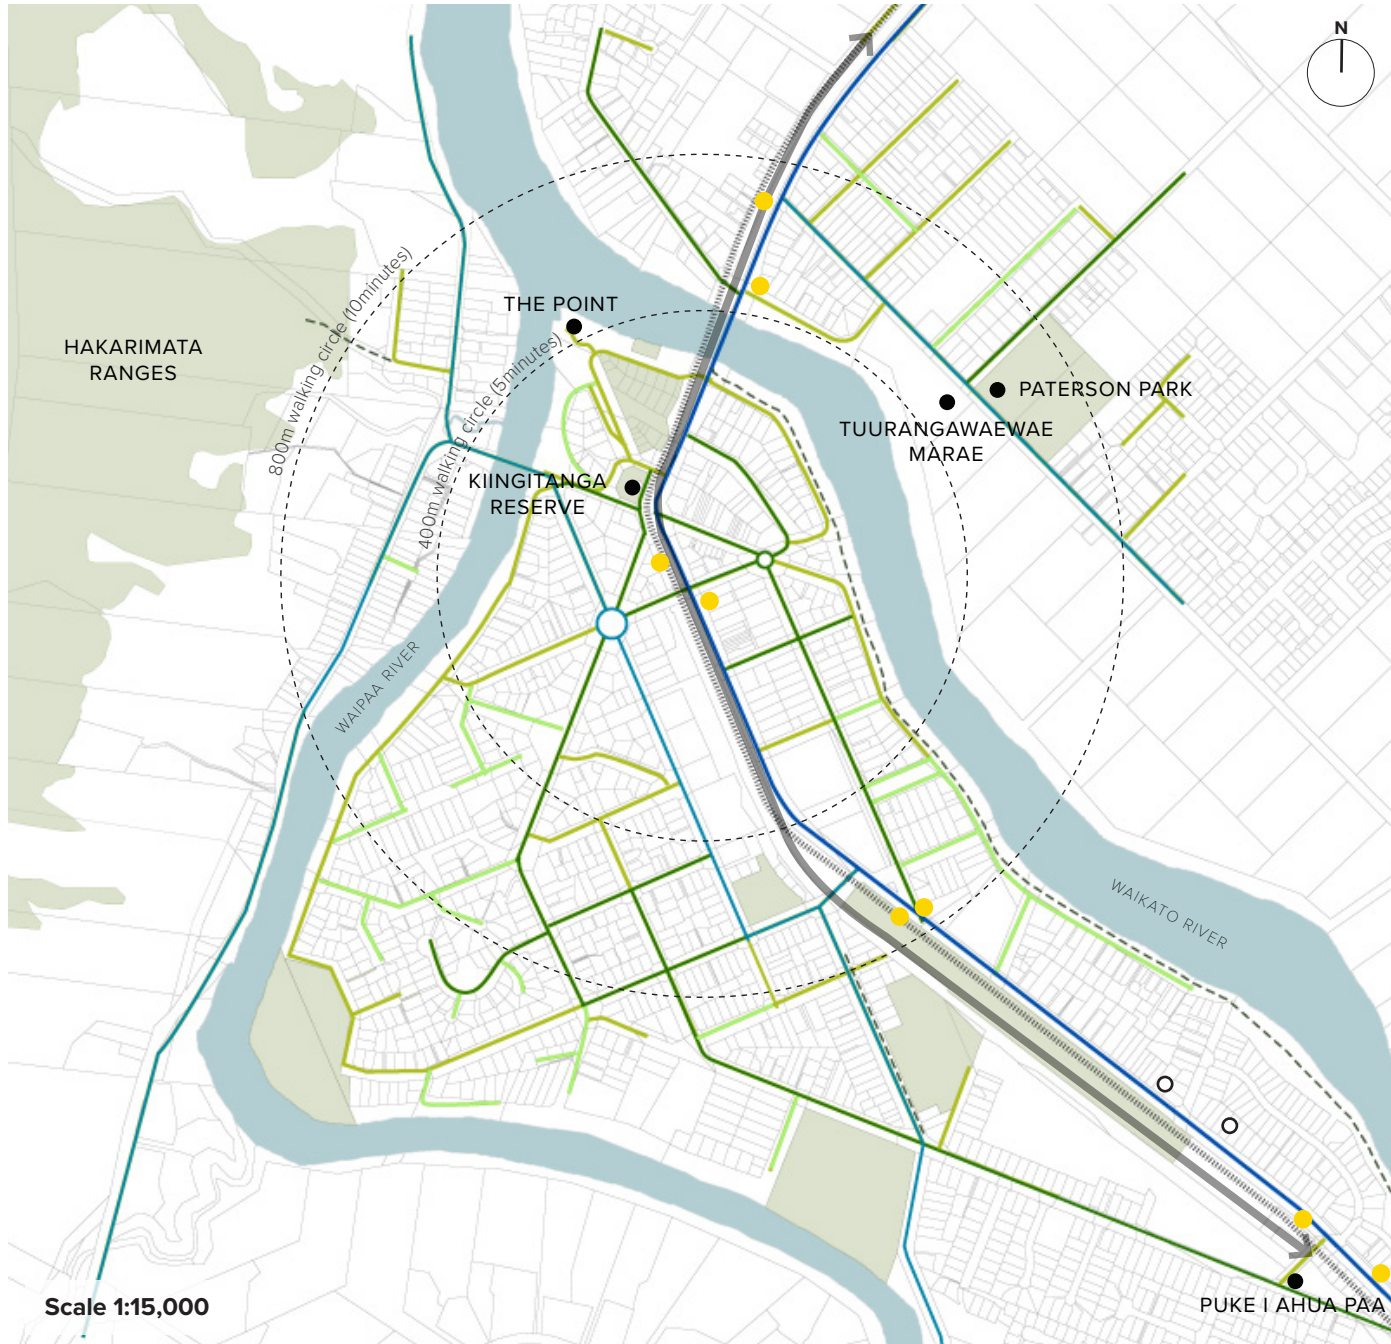 N
800m walking circle (10minutes)
THE POINT
HAKARIMATA
RANGES
400m walking circle (5minutes)
PATERSON PARK
TUURANGAWAEWAE
MARAE
KIINGITANGA
RESERVE
WAIPAA RIVER
WAIKATO RIVER
Scale 1:15,000
PUKE I AHUA PAA